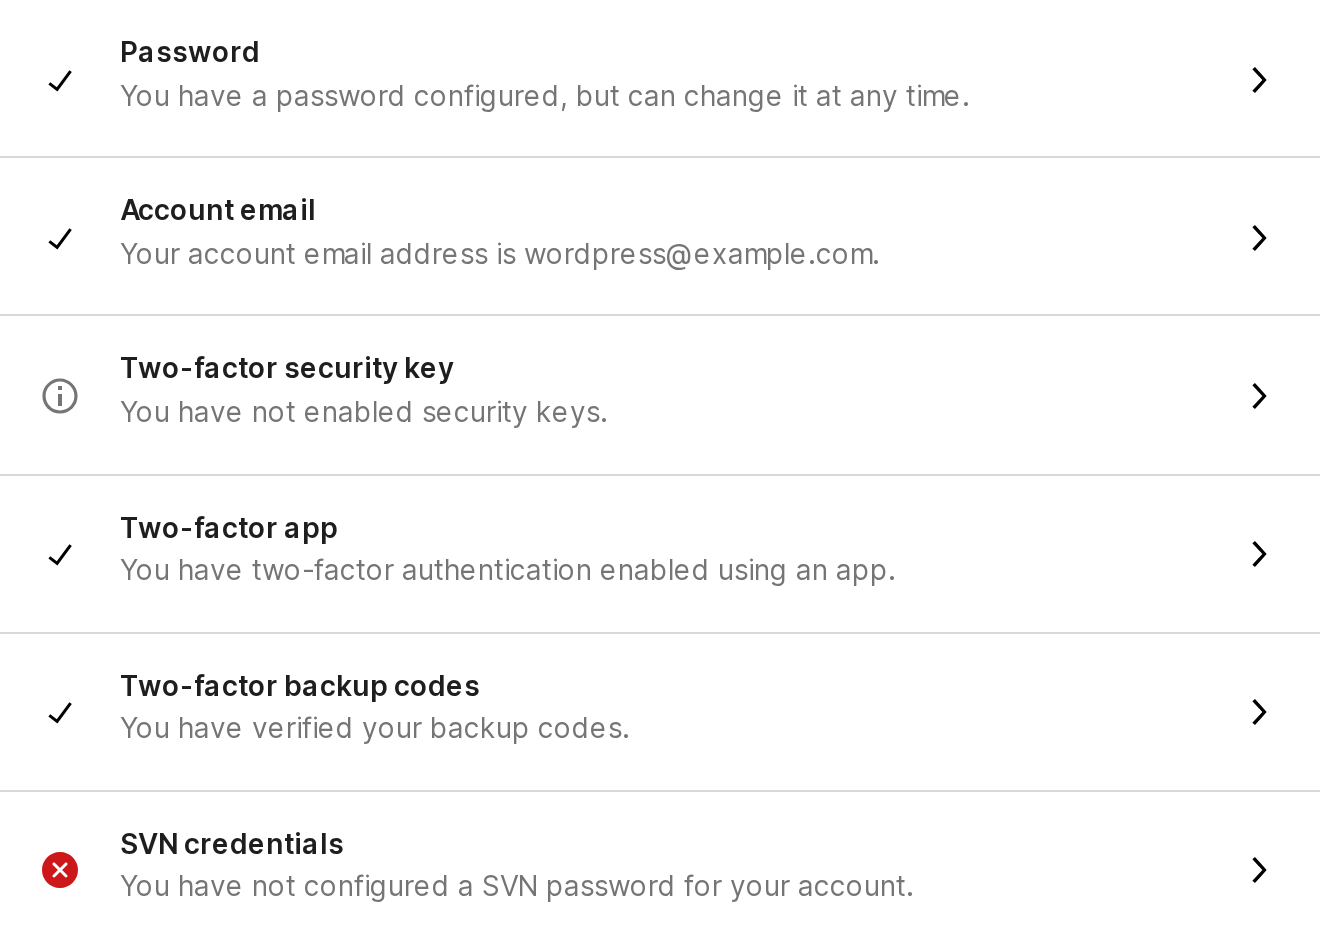 Password
You have a password configured, but can change it at any time.
Account email
Your account email address is wordpress@example.com.
Two-factor security key
You have not enabled security keys.
Two-factor app
You have two-factor authentication enabled using an app.
Two-factor backup codes
You have verified your backup codes.
SVN credentials
You have not configured a SVN password for your account.